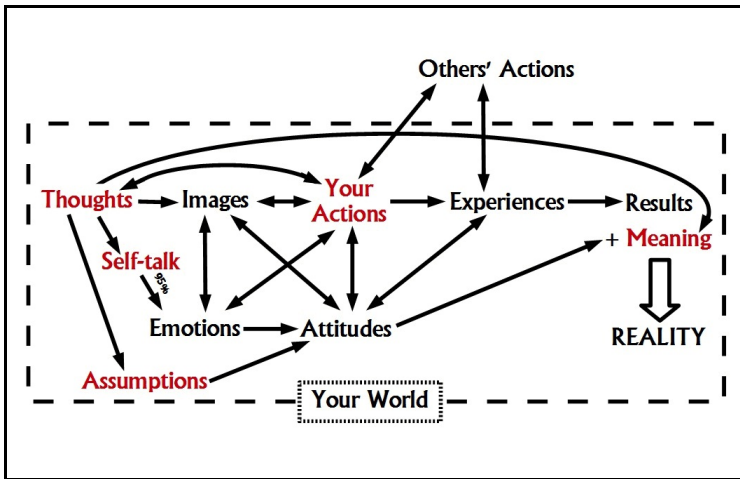 Others' Actions
Thoughts
Images
Your
Actions
Experiences
Results
+ Meaning
Self-talk
95%
Emotions
Attitudes
REALITY
Assumptions
Your World